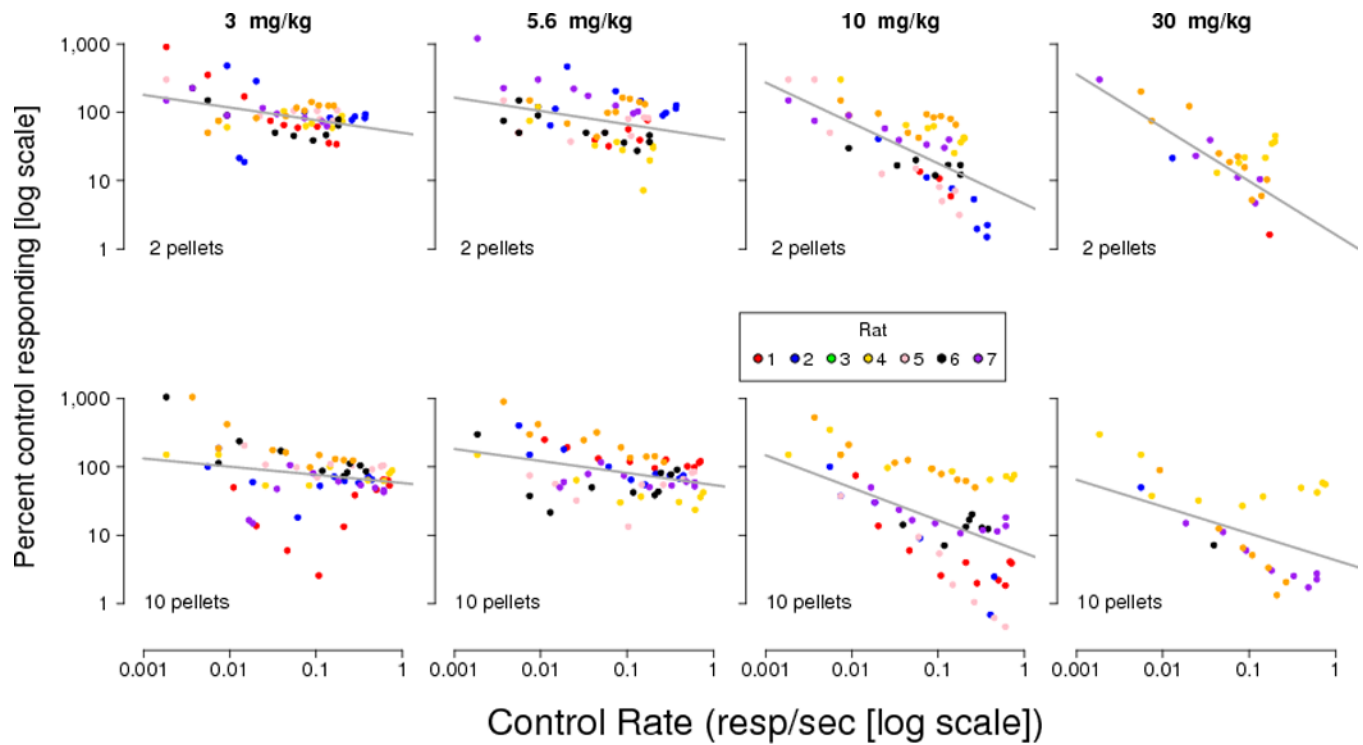 3 mg/kg 5.6 mg/kg 10 mg/kg 30 mg/kg
Percent control responding [log scale]
1,000
100
10
1
2 pellets 2 pellets 2 pellets 2 pellets
Rat
1 2 3 4 5 6 7
1,000
100
10
1
10 pellets 10 pellets 10 pellets 10 pellets
0.001 0.01 0.1 1 0.001 0.01 0.1 1 0.001 0.01 0.1 1 0.001 0.01 0.1 1
Control Rate (resp/sec [log scale])